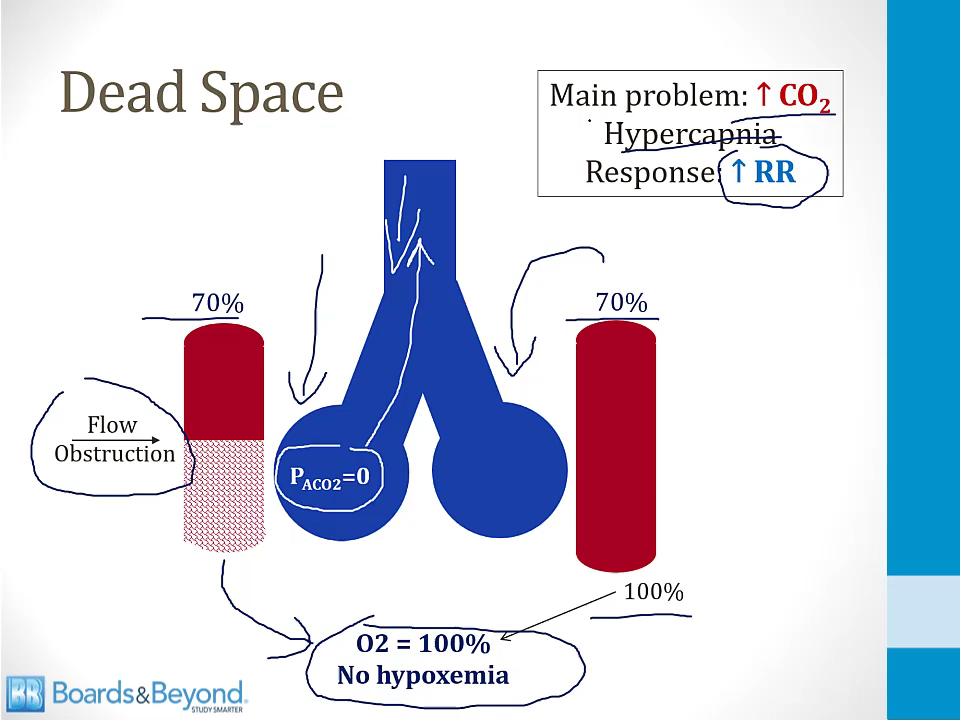 Dead Space
Main problem: ↑ CO₂
Hypercapnia
Response: ↑ RR
70%
70%
Flow
Obstruction
PACO2=0
100%
O2 = 100%
No hypoxemia
BB Boards&Beyond.
STUDY SMARTER